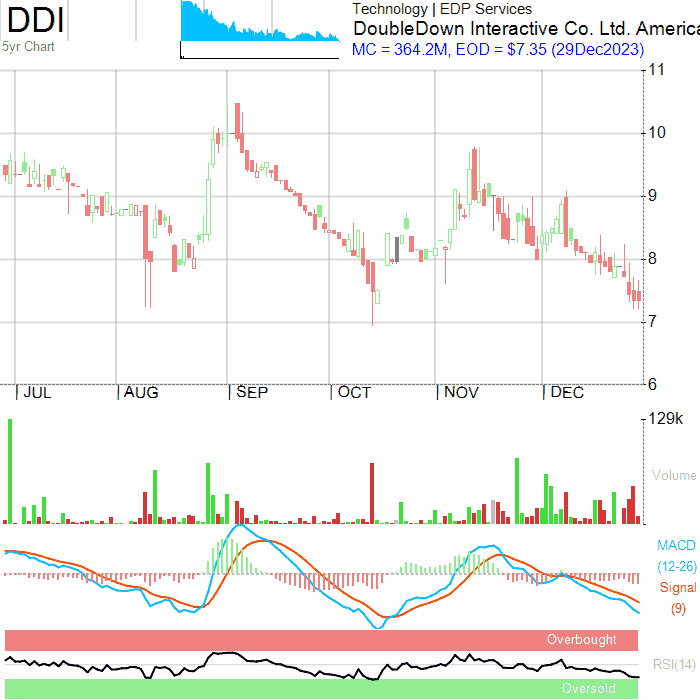 DDI
5yr Chart
Technology | EDP Services
DoubleDown Interactive Co. Ltd. America
MC = 364.2M, EOD = $7.35 (29Dec2023)
11
10
9
8
7
6
JUL AUG SEP OCT NOV DEC
129k
Volume
MACD
(12-26)
Signal
(9)
Overbought
RSI(14)
Oversold